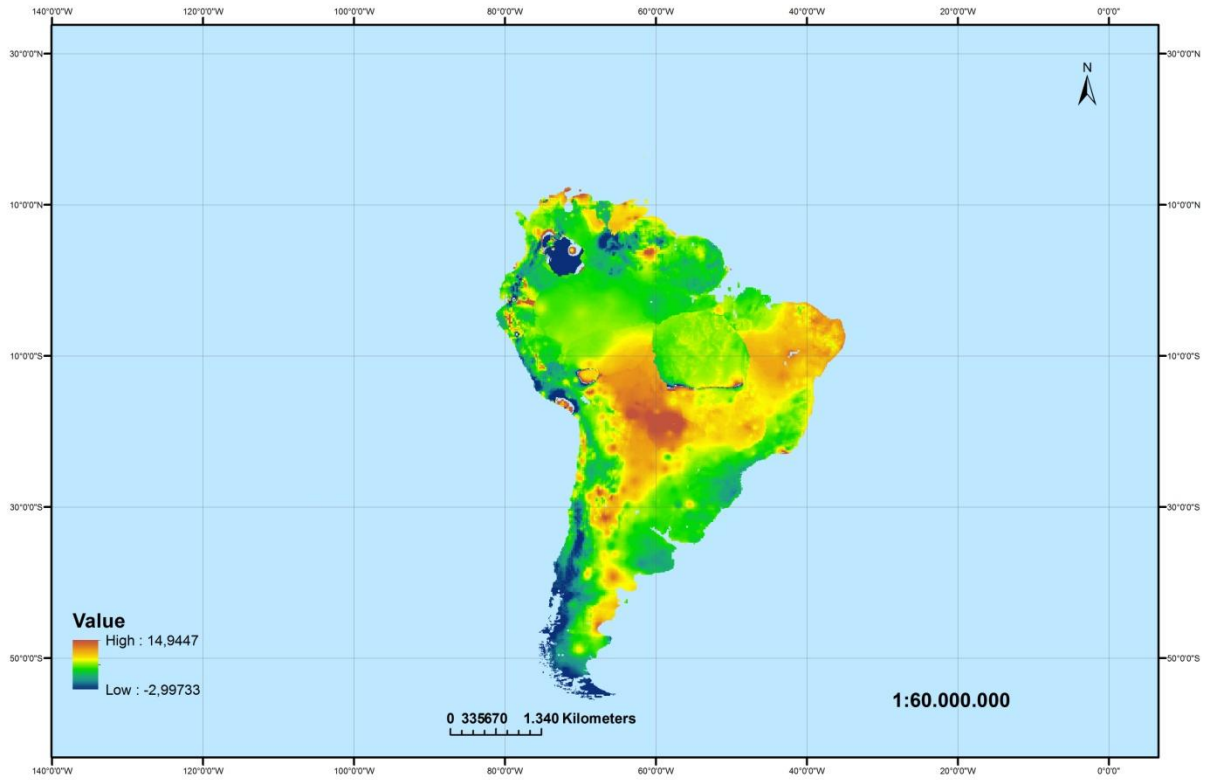 140°0'0"W 120°0'0"W 100°0'0"W 80°0'0"W 60°0'0"W 40°0'0"W 20°0'0"W 0°0'0"
30°0'0"N 30°0'0"N
N
10°0'0"N 10°0'0"N
10°0'0"S 10°0'0"S
30°0'0"S 30°0'0"S
Value
High : 14,9447
50°0'0"S 50°0'0"S
Low : -2,99733
1:60.000.000
0 335670 1.340 Kilometers
140°0'0"W 120°0'0"W 100°0'0"W 80°0'0"W 60°0'0"W 40°0'0"W 20°0'0"W 0°0'0"